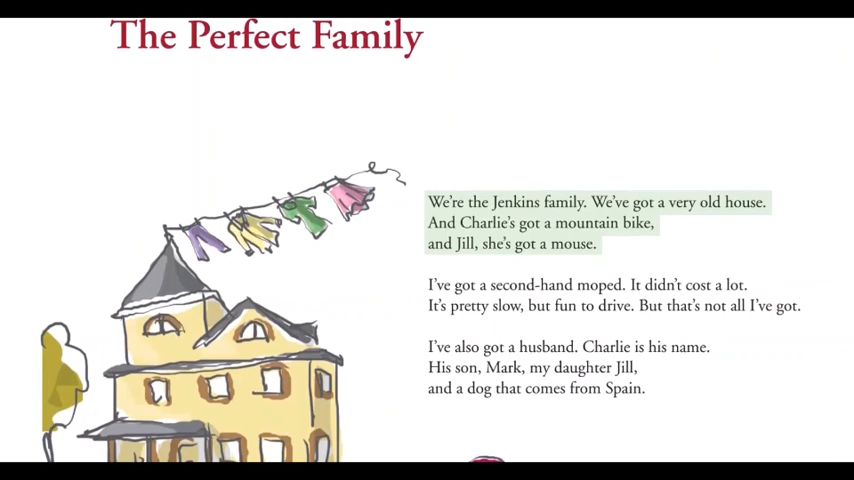 The Perfect Family
We're the Jenkins family. We've got a very old house.
And Charlie's got a mountain bike,
and Jill, she's got a mouse.
I've got a second-hand moped. It didn't cost a lot.
It's pretty slow, but fun to drive. But that's not all I've got.
I've also got a husband. Charlie is his name.
His son, Mark, my daughter Jill,
and a dog that comes from Spain.